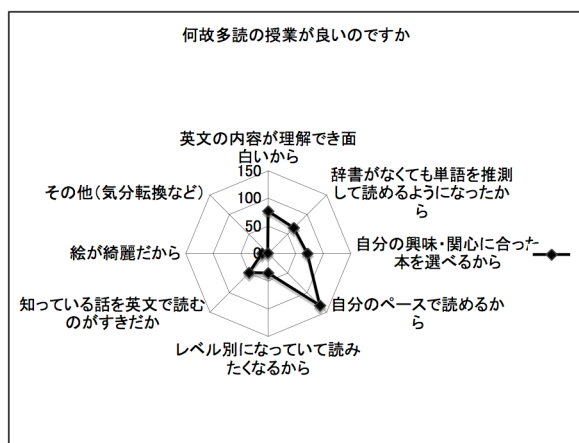 何故多読の授業が良いのですか
英文の内容が理解でき面
白いから
辞書がなくても単語を推測
して読めるようになったか
ら
自分の興味・関心に合った
本を選べるから
自分のペースで読めるか
ら
レベル別になっていて読み
たくなるから
知っている話を英文で読む
のがすきだか
絵が綺麗だから
その他（気分転換など）
150
100
50
0